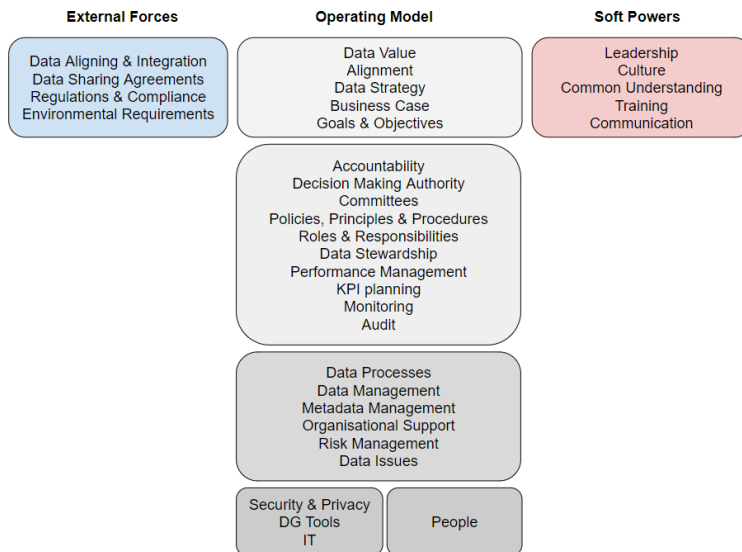 External Forces
Data Aligning & Integration
Data Sharing Agreements
Regulations & Compliance
Environmental Requirements
Operating Model
Data Value
Alignment
Data Strategy
Business Case
Goals & Objectives
Accountability
Decision Making Authority
Committees
Policies, Principles & Procedures
Roles & Responsibilities
Data Stewardship
Performance Management
KPI planning
Monitoring
Audit
Data Processes
Data Management
Metadata Management
Organisational Support
Risk Management
Data Issues
Security & Privacy
DG Tools
IT
People
Soft Powers
Leadership
Culture
Common Understanding
Training
Communication